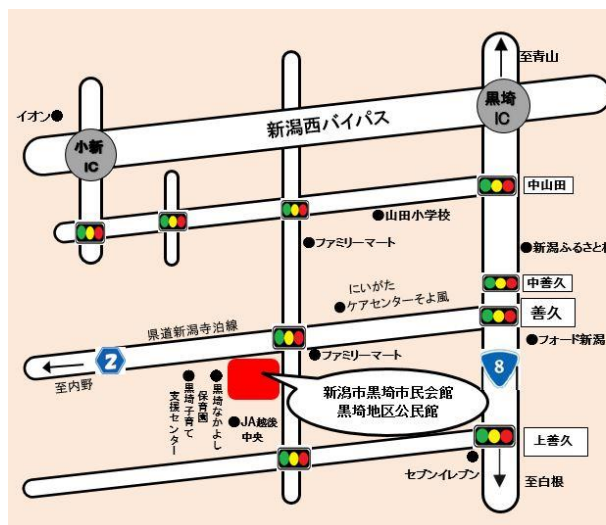 至青山
イオン
黒埼
IC
新潟西バイパス
小新
IC
中山田
山田小学校
ファミリーマート
新潟ふるさと村
中善久
にいがた
ケアセンターそよ風
善久
県道新潟寺泊線
フォード新潟
ファミリーマート
2
8
至内野
新潟市黒埼市民会館
黒埼地区公民館
黒埼なかよし
保育園
黒埼子育て
支援センター
JA越後
中央
上善久
セブンイレブン
至白根